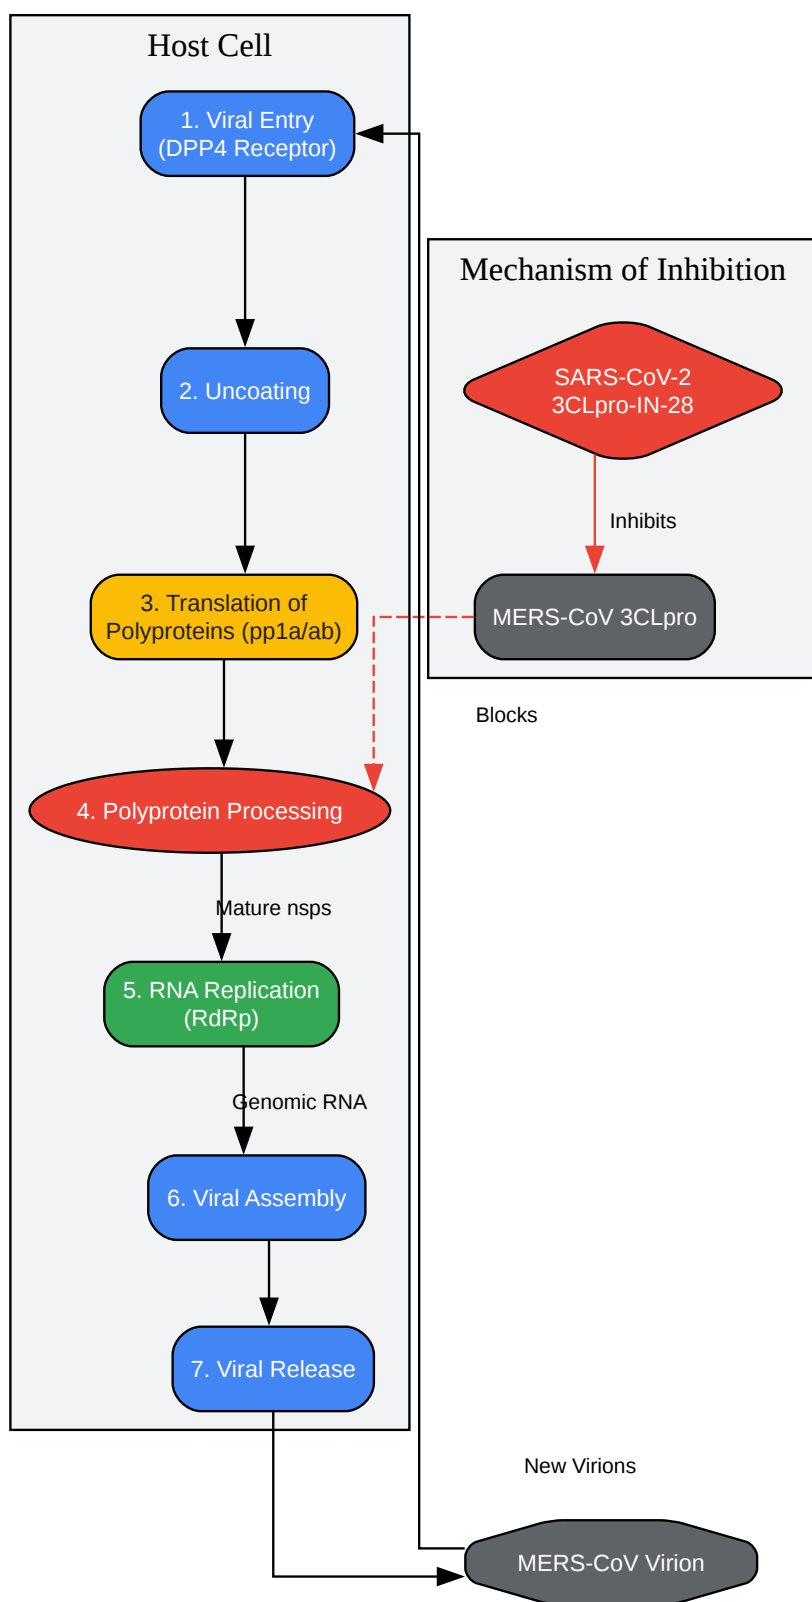 Host Cell
1. Viral Entry
(DPP4 Receptor)
Mechanism of Inhibition
2. Uncoating
SARS-CoV-2
3CLpro-IN-28
Inhibits
3. Translation of
Polyproteins (pp1a/ab)
MERS-CoV 3CLpro
Blocks
4. Polyprotein Processing
Mature nsps
5. RNA Replication
(RdRp)
Genomic RNA
6. Viral Assembly
7. Viral Release
New Virions
MERS-CoV Virion